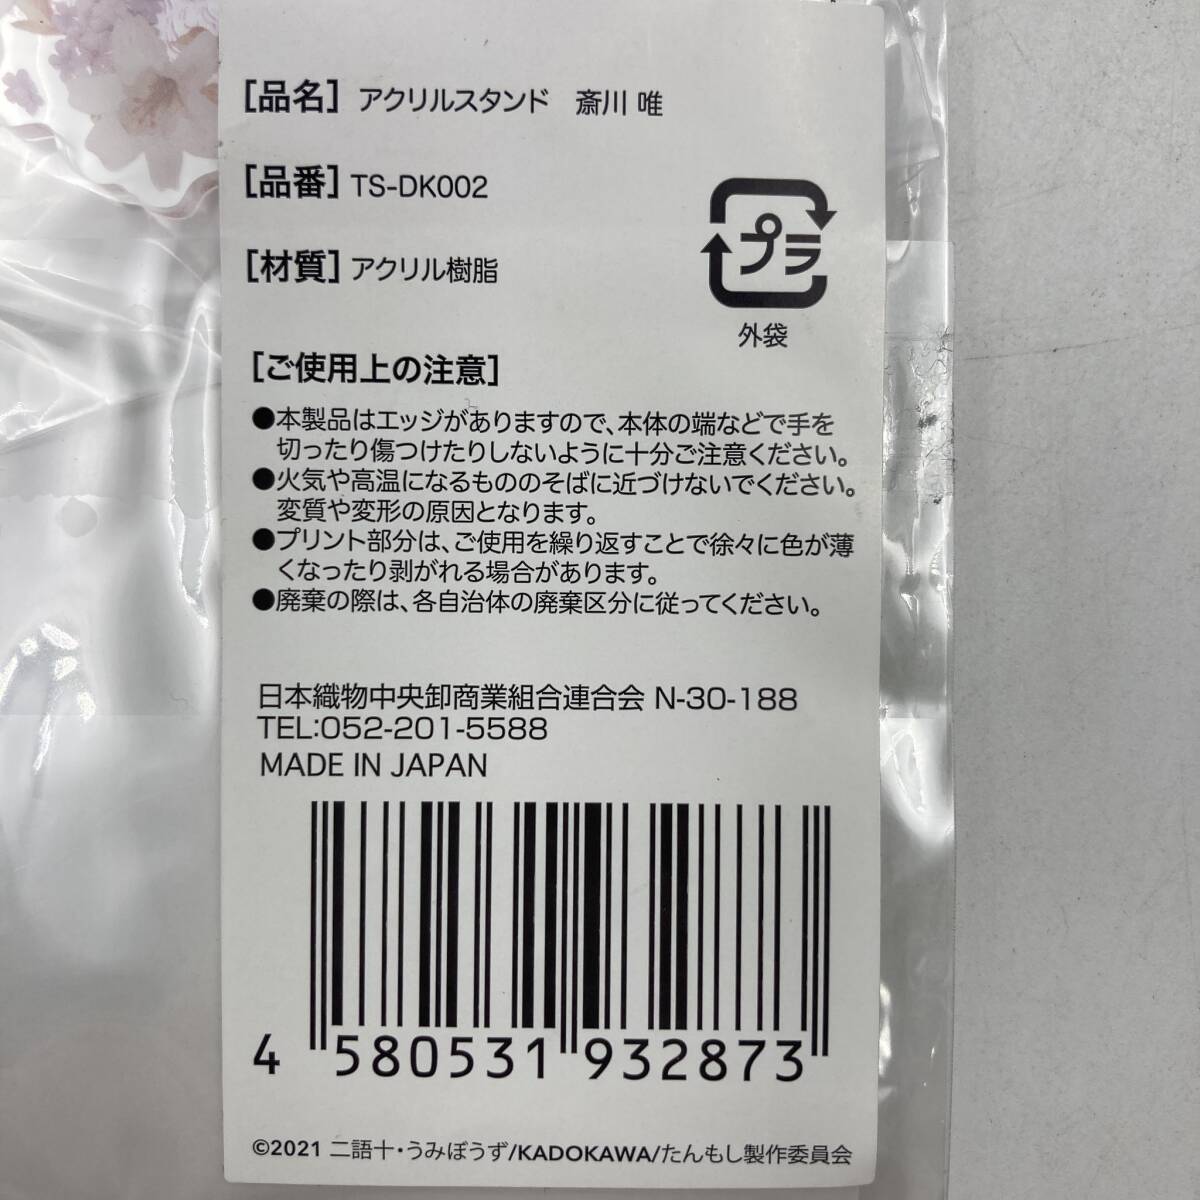 [品名] アクリルスタンド 斎川 唯
[品番] TS-DK002
[材質] アクリル樹脂
プラ
外袋
[ご使用上の注意]
●本製品はエッジがありますので、本体の端などで手を
切ったり傷つけたりしないように十分ご注意ください。
●火気や高温になるもののそばに近づけないでください。
変質や変形の原因となります。
●プリント部分は、ご使用を繰り返すことで徐々に色が薄
くなったり剥がれる場合があります。
●廃棄の際は、各自治体の廃棄区分に従ってください。
日本織物中央卸商業組合連合会 N-30-188
TEL:052-201-5588
MADE IN JAPAN
4 580531 932873
©2021 二語十・うみぼうず/KADOKAWA/たんもし製作委員会